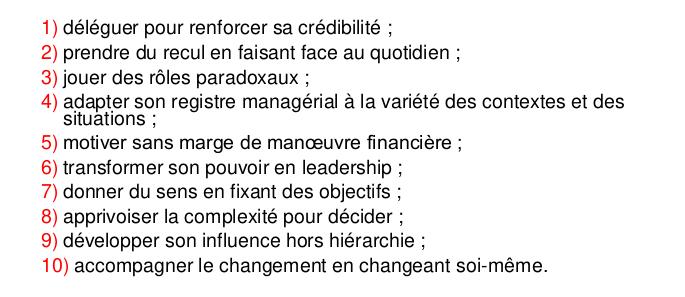 1) déléguer pour renforcer sa crédibilité ;
2) prendre du recul en faisant face au quotidien ;
3) jouer des rôles paradoxaux ;
4) adapter son registre managérial à la variété des contextes et des
situations ;
5) motiver sans marge de manœuvre financière ;
6) transformer son pouvoir en leadership ;
7) donner du sens en fixant des objectifs ;
8) apprivoiser la complexité pour décider ;
9) développer son influence hors hiérarchie ;
10) accompagner le changement en changeant soi-même.